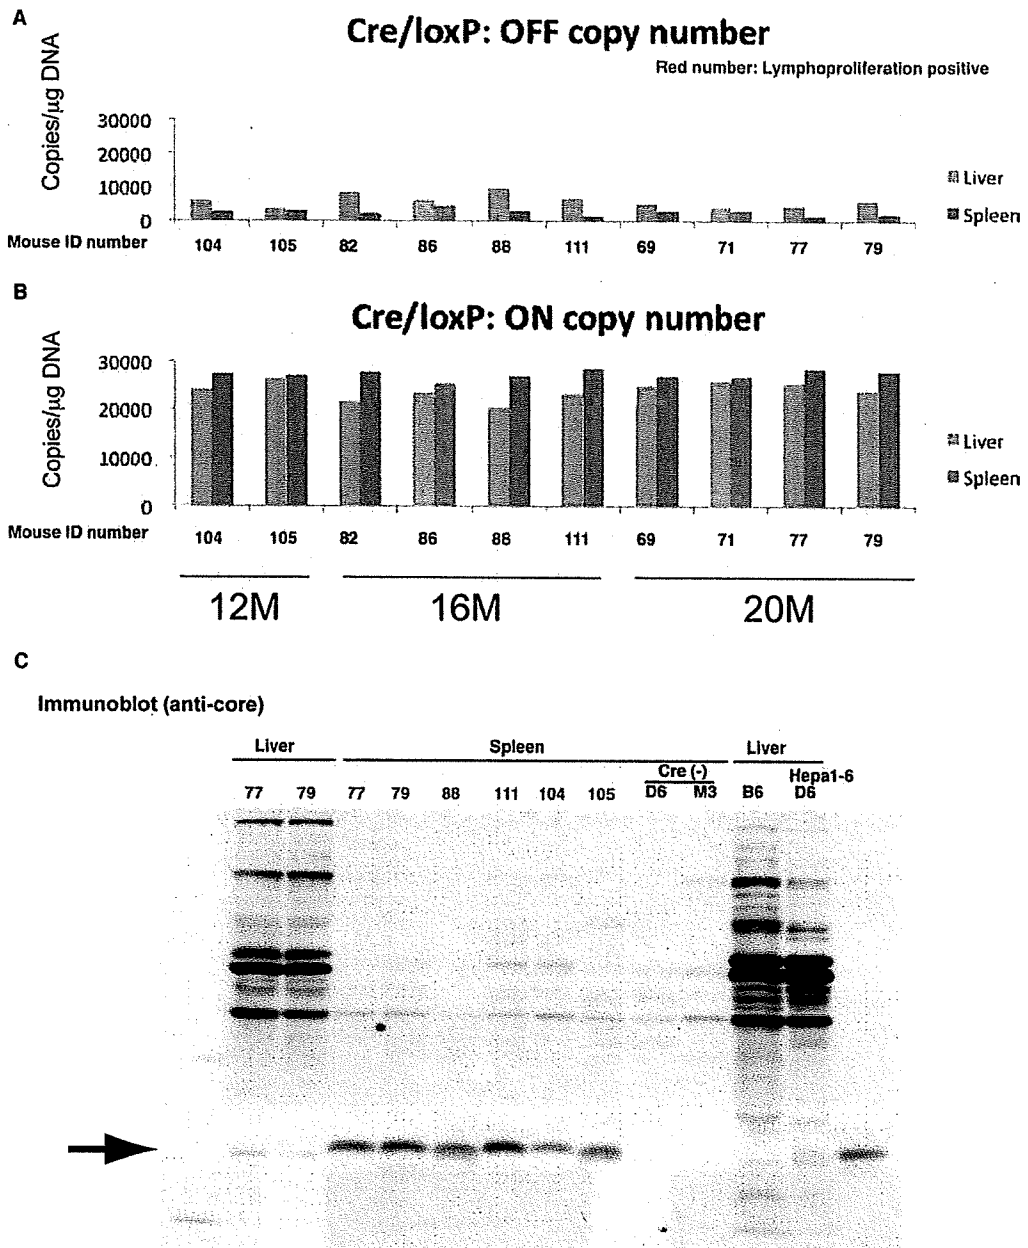 A
Cre/loxP: OFF copy number
Red number: Lymphoproliferation positive
Copies/µg DNA
30000
20000
10000
0
Liver
Spleen
Mouse ID number
104 105 82 86 88 111 69 71 77 79
B
Cre/loxP: ON copy number
Copies/µg DNA
30000
20000
10000
0
Liver
Spleen
Mouse ID number
104 105 82 86 88 111 69 71 77 79
12M 16M 20M
C
Immunoblot (anti-core)
Liver Spleen Liver
Cre (-) Hepa1-6
77 79 77 79 88 111 104 105 D6 M3 B6 D6